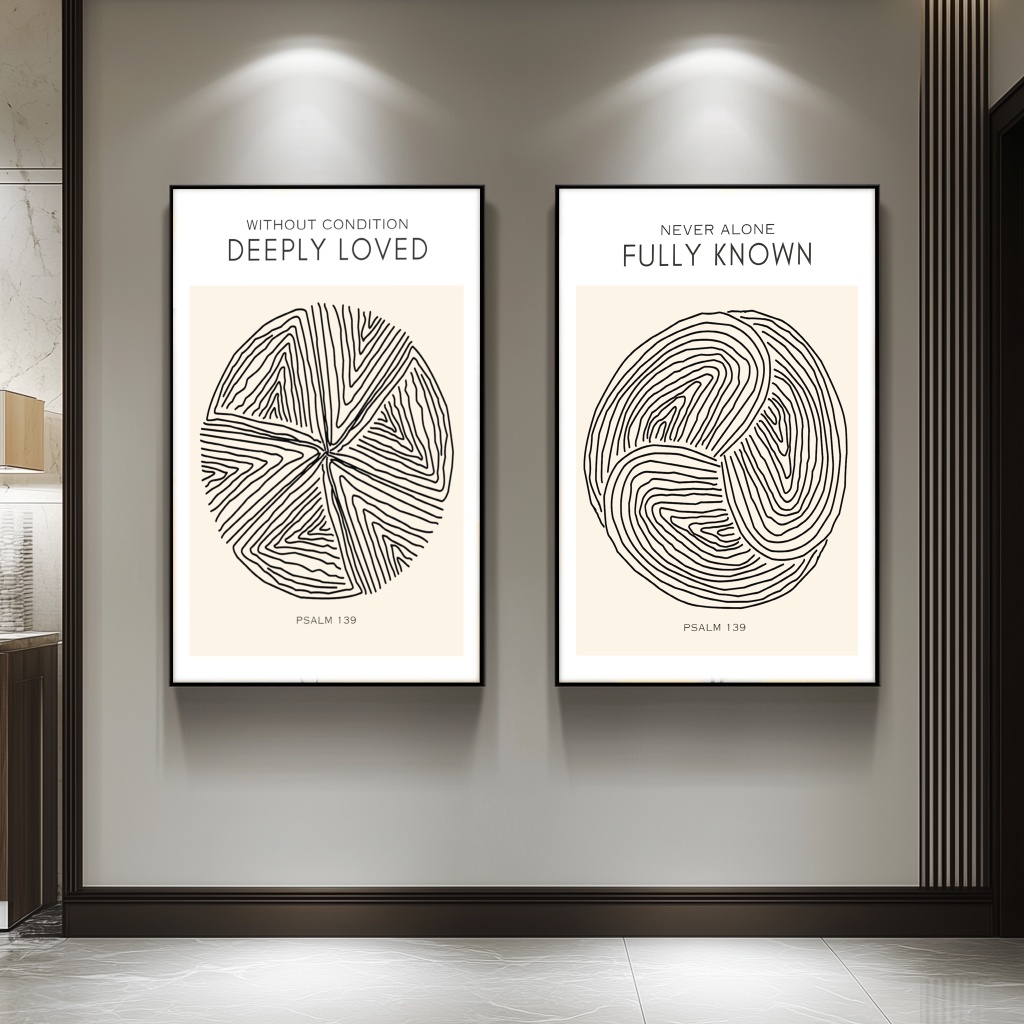 WITHOUT CONDITION
DEEPLY LOVED
PSALM 139
NEVER ALONE
FULLY KNOWN
PSALM 139